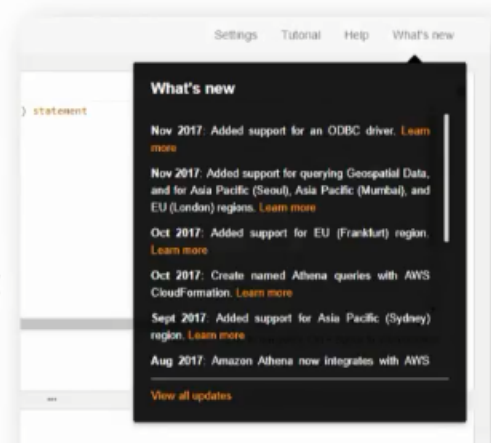 Settings Tutorial Help What's new
What's new
) statement
Nov 2017: Added support for an ODBC driver. Learn
more
Nov 2017: Added support for querying Geospatial Data,
and for Asia Pacific (Seoul), Asia Pacific (Mumbai), and
EU (London) regions. Learn more
Oct 2017: Added support for EU (Frankfurt) region.
Learn more
Oct 2017: Create named Athena queries with AWS
CloudFormation. Learn more
Sept 2017: Added support for Asia Pacific (Sydney)
region. Learn more
Aug 2017: Amazon Athena now integrates with AWS
View all updates